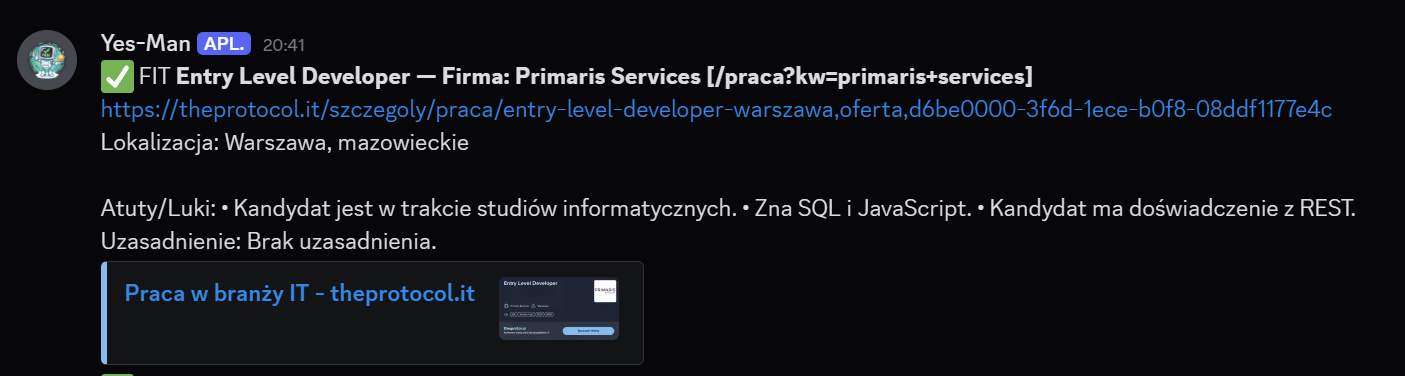 Yes-Man APL. 20:41
✅ FIT Entry Level Developer — Firma: Primaris Services [/praca?kw=primaris+services]
https://theprotocol.it/szczegoly/praca/entry-level-developer-warszawa,oferta,d6be0000-3f6d-1ece-b0f8-08ddf1177e4c
Lokalizacja: Warszawa, mazowieckie
Atuty/Luki: • Kandydat jest w trakcie studiów informatycznych. • Zna SQL i JavaScript. • Kandydat ma doświadczenie z REST.
Uzasadnienie: Brak uzasadnienia.
Praca w branży IT - theprotocol.it
Entry Level Developer
PRIMARIS